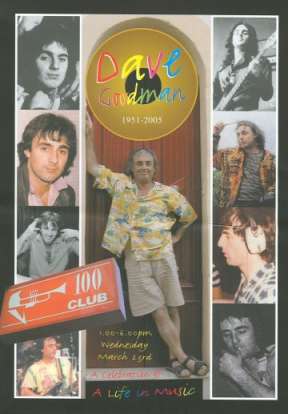 Dave
Goodman
1951-2005
100
CLUB
1.00-6.00pm
Wednesday
March 23rd
A Celebration of
A Life in Music